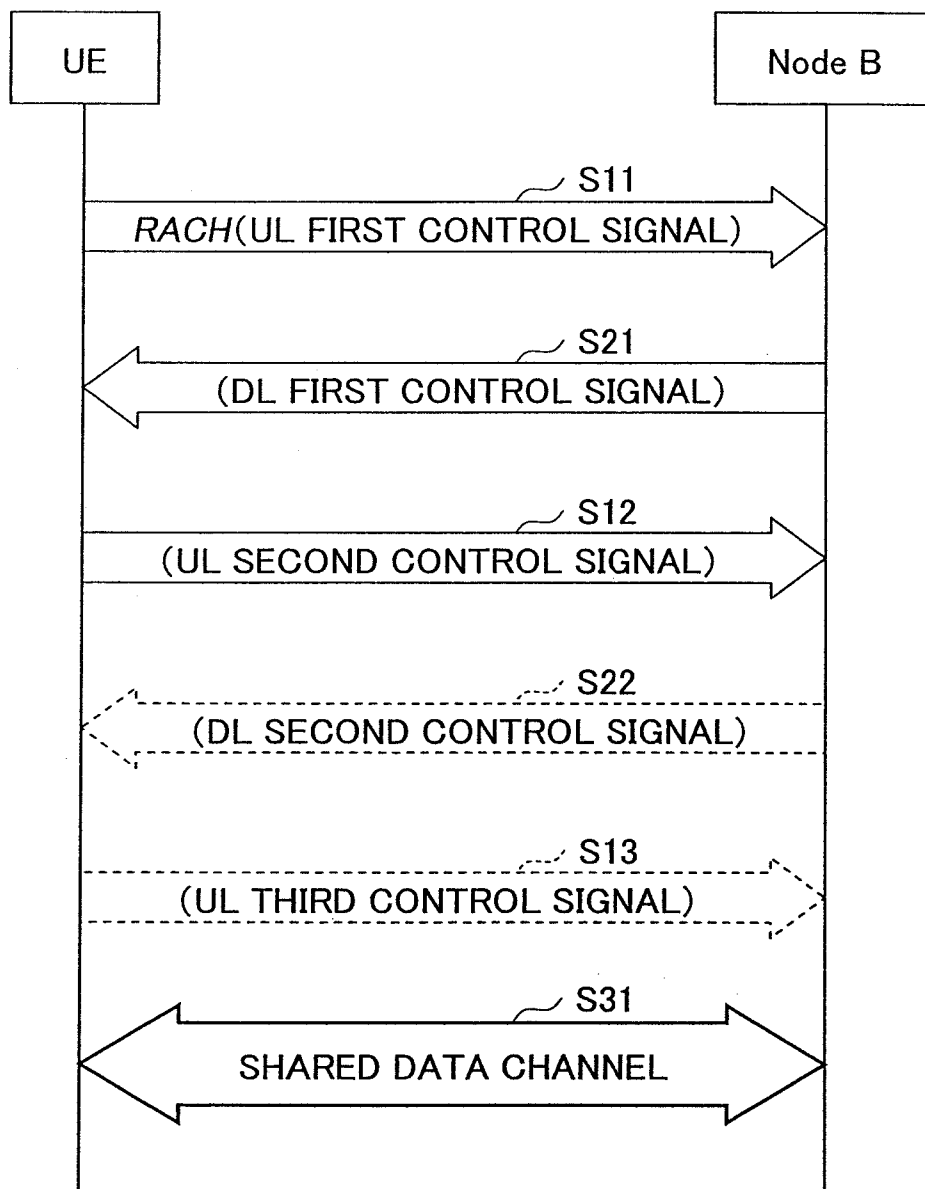 UE
Node B
S11
RACH(UL FIRST CONTROL SIGNAL)
S21
(DL FIRST CONTROL SIGNAL)
S12
(UL SECOND CONTROL SIGNAL)
S22
(DL SECOND CONTROL SIGNAL)
S13
(UL THIRD CONTROL SIGNAL)
S31
SHARED DATA CHANNEL